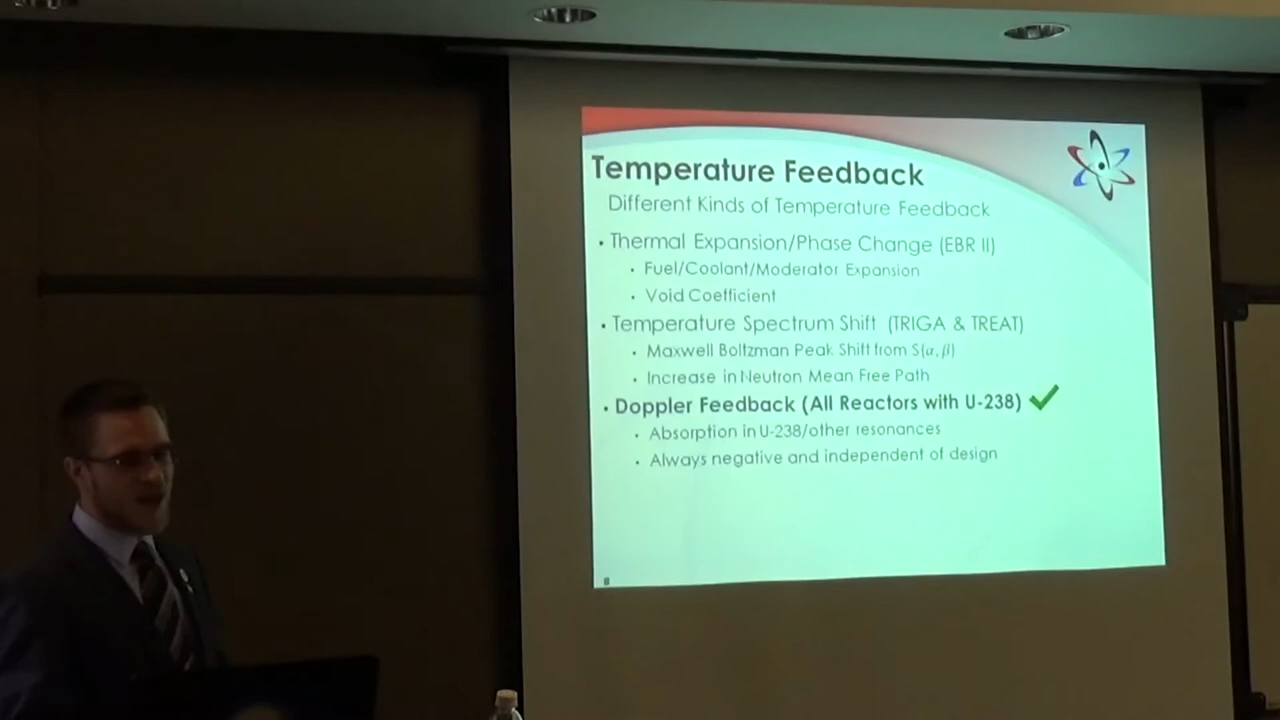 Temperature Feedback
Different Kinds of Temperature Feedback
• Thermal Expansion/Phase Change (EBR II)
• Fuel/Coolant/Moderator Expansion
• Void Coefficient
• Temperature Spectrum Shift (TRIGA & TREAT)
• Maxwell Boltzman Peak Shift from S(α,β)
• Increase in Neutron Mean Free Path
• Doppler Feedback (All Reactors with U-238)
• Absorption in U-238/other resonances
• Always negative and independent of design
8